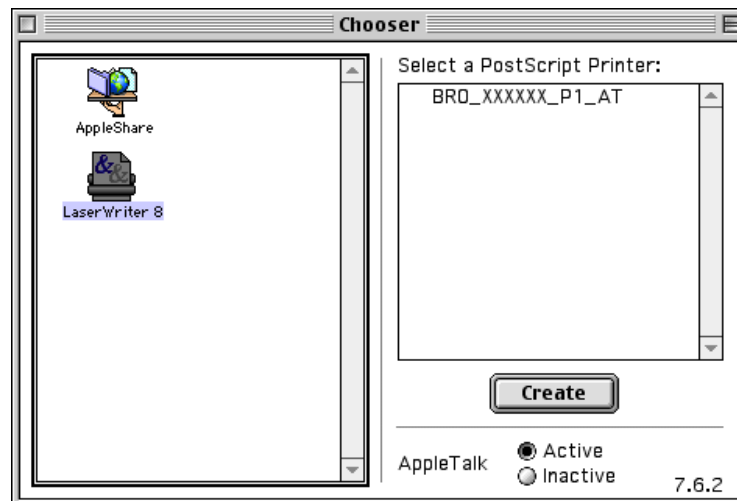 Chooser
AppleShare
LaserWriter 8
Select a PostScript Printer:
BRO_XXXXXX_P1_AT
Create
AppleTalk
Active
Inactive
7.6.2